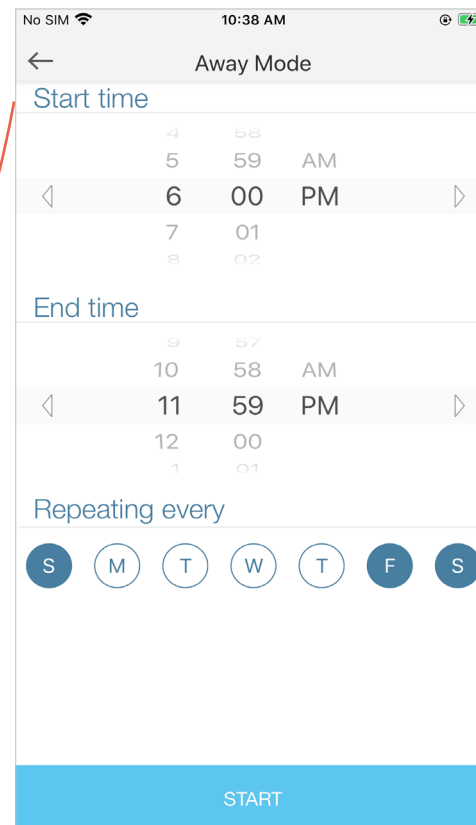 No SIM 10:38 AM
Away Mode
Start time
4 58
5 59 AM
6 00 PM
7 01
8 02
End time
9 57
10 58 AM
11 59 PM
12 00
1 01
Repeating every
S M T W T F S
START